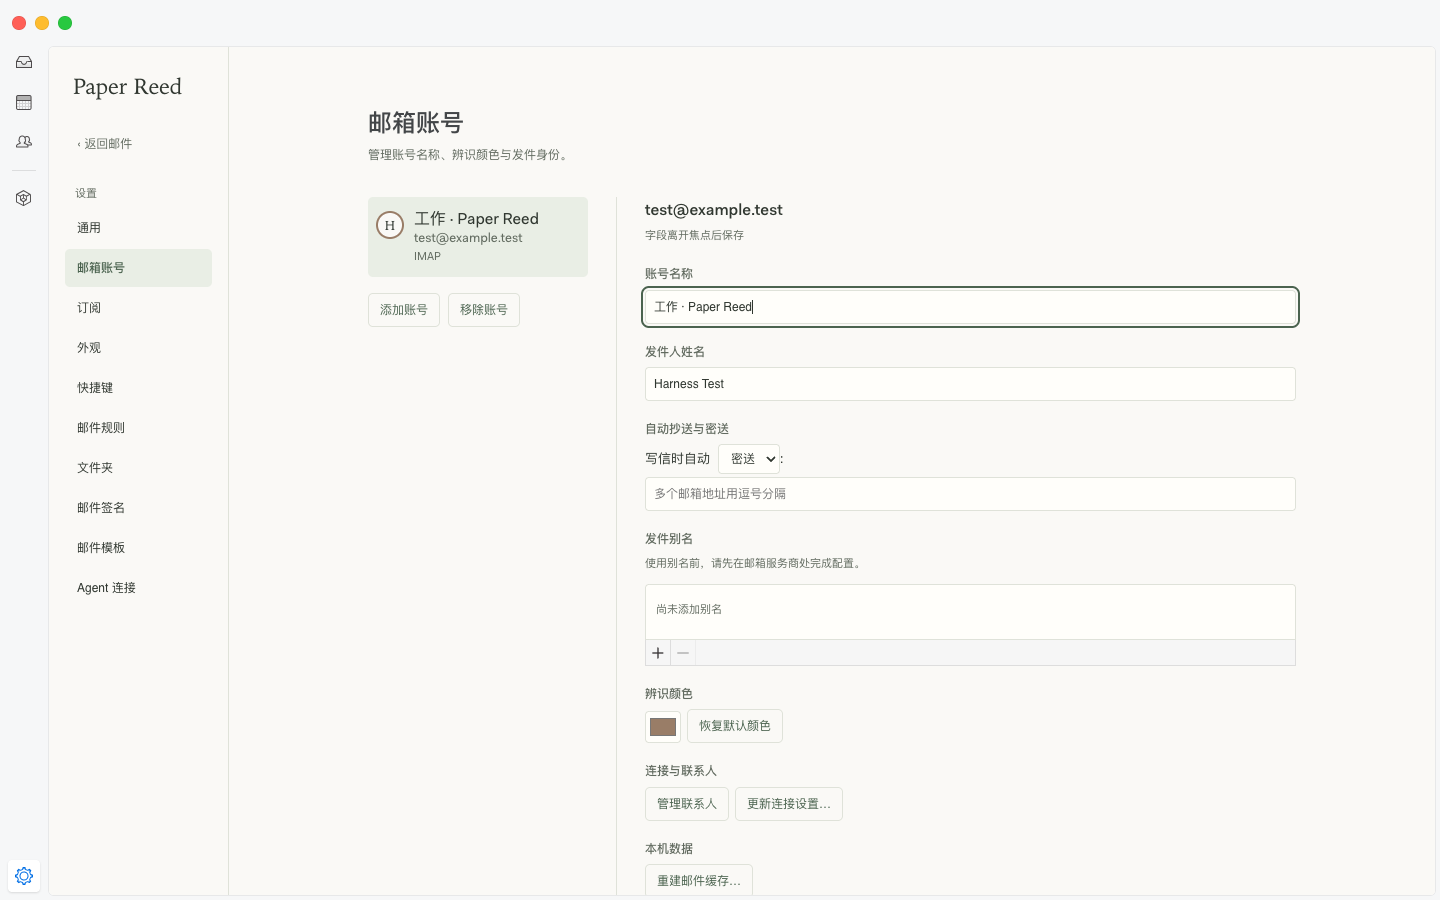 Paper Reed
‹ 返回邮件
设置
通用
邮箱账号
订阅
外观
快捷键
邮件规则
文件夹
邮件签名
邮件模板
Agent 连接
邮箱账号
管理账号名称、辨识颜色与发件身份。
H
工作 · Paper Reed
test@example.test
IMAP
添加账号
移除账号
test@example.test
字段离开焦点后保存
账号名称
工作 · Paper Reed
发件人姓名
Harness Test
自动抄送与密送
写信时自动 密送 :
多个邮箱地址用逗号分隔
发件别名
使用别名前，请先在邮箱服务商处完成配置。
尚未添加别名
辨识颜色
恢复默认颜色
连接与联系人
管理联系人
更新连接设置…
本机数据
重建邮件缓存…